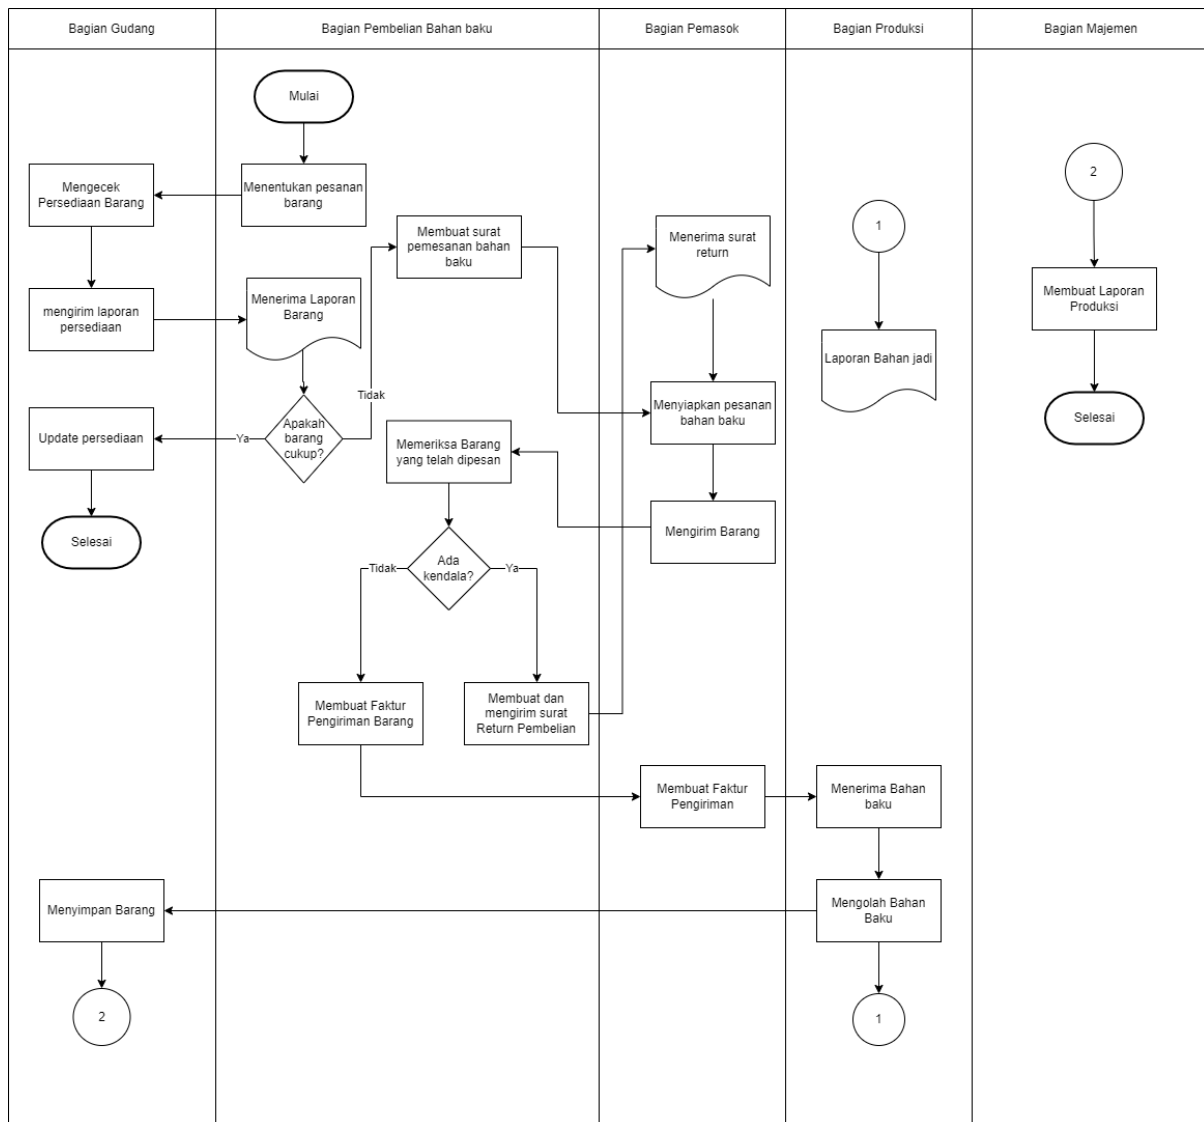 Bagian Gudang
Bagian Pembelian Bahan baku
Bagian Pemasok
Bagian Produksi
Bagian Majemen
Mulai
Mengecek
Persediaan Barang
Menentukan pesanan
barang
2
Membuat surat
pemesanan bahan
baku
Menerima surat
return
1
mengirim laporan
persediaan
Menerima Laporan
Barang
Membuat Laporan
Produksi
Laporan Bahan jadi
Tidak
Menyiapkan pesanan
bahan baku
Selesai
Update persediaan
Ya
Apakah
barang
cukup?
Memeriksa Barang
yang telah dipesan
Selesai
Mengirim Barang
Tidak
Ada
kendala?
Ya
Membuat Faktur
Pengiriman Barang
Membuat dan
mengirim surat
Return Pembelian
Membuat Faktur
Pengiriman
Menerima Bahan
baku
Menyimpan Barang
Mengolah Bahan
Baku
2
1